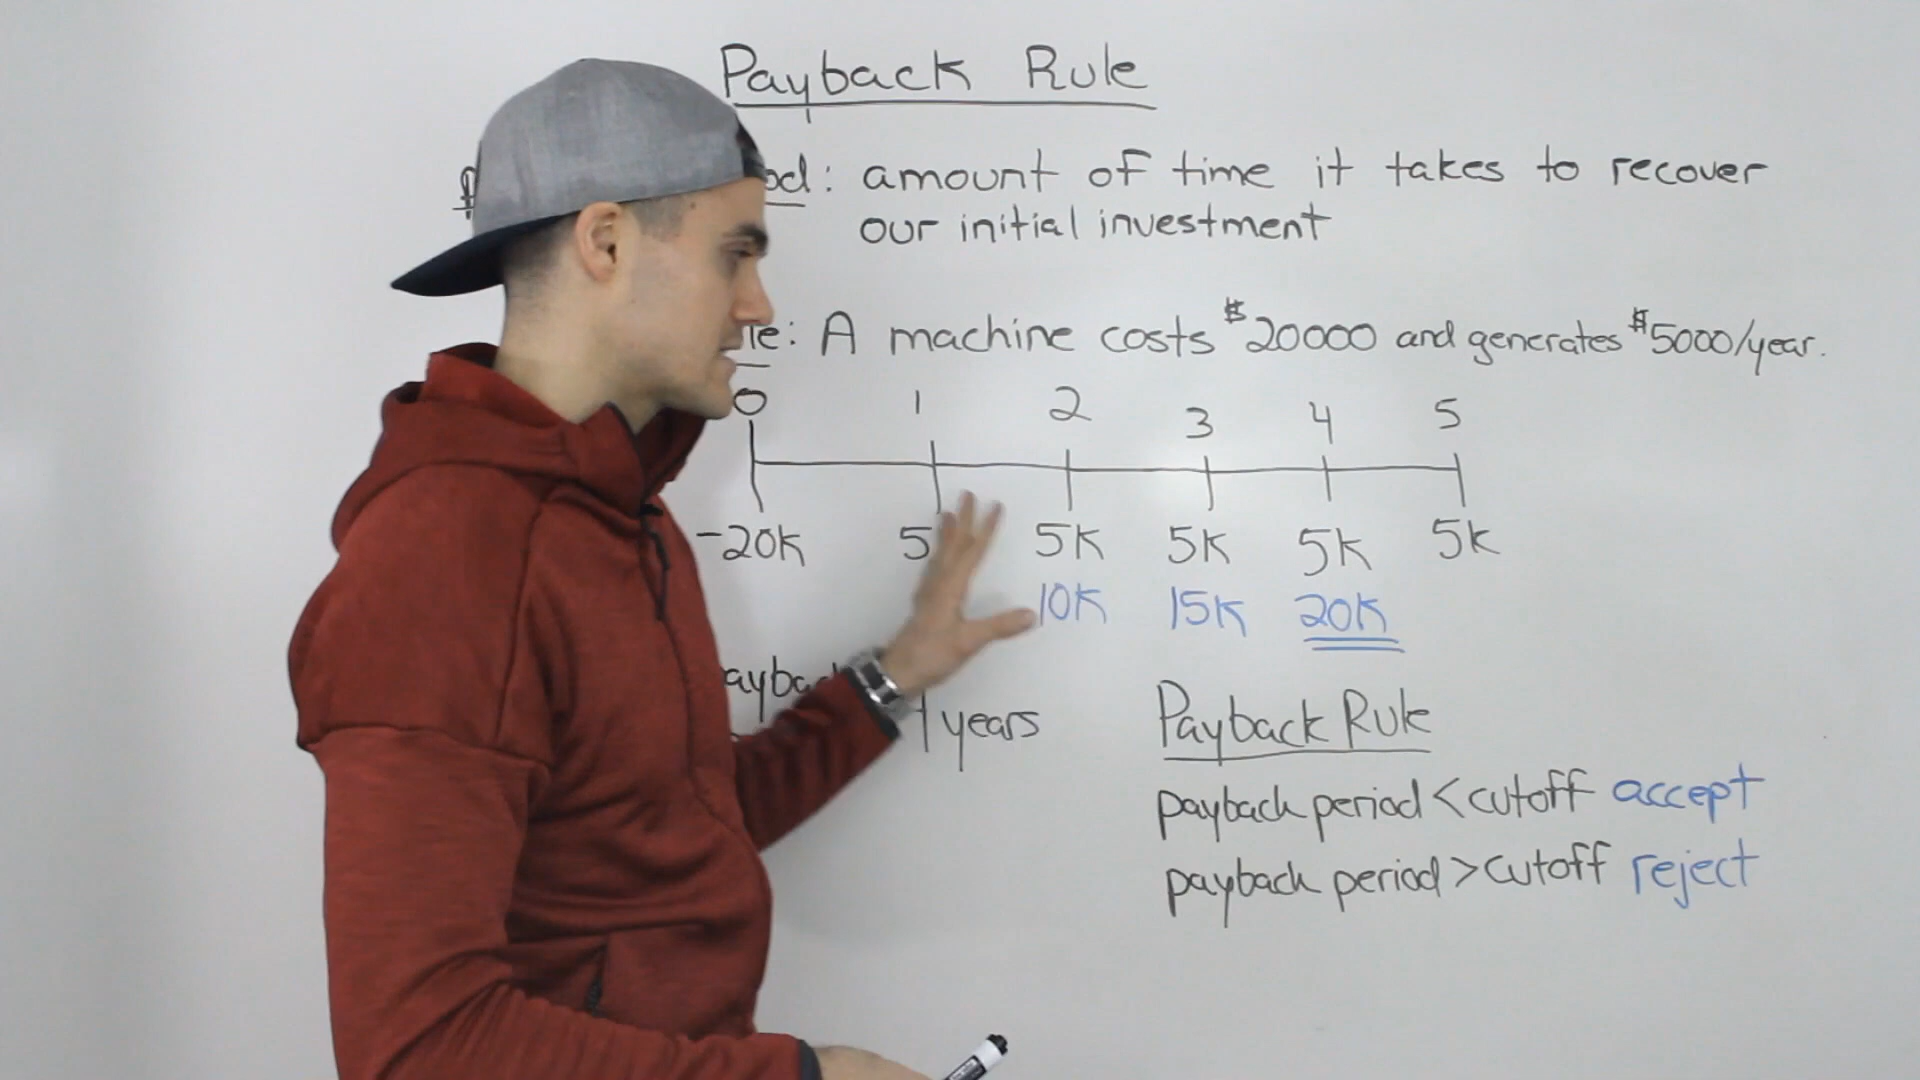 Payback Rule
: amount of time it takes to recover
our initial investment
: A machine costs $20000 and generates $5000/year.
0 1 2 3 4 5
-20K 5 5K 5K 5K 5K
10K 15K 20K
years
Payback Rule
payback period < cutoff accept
payback period > cutoff reject